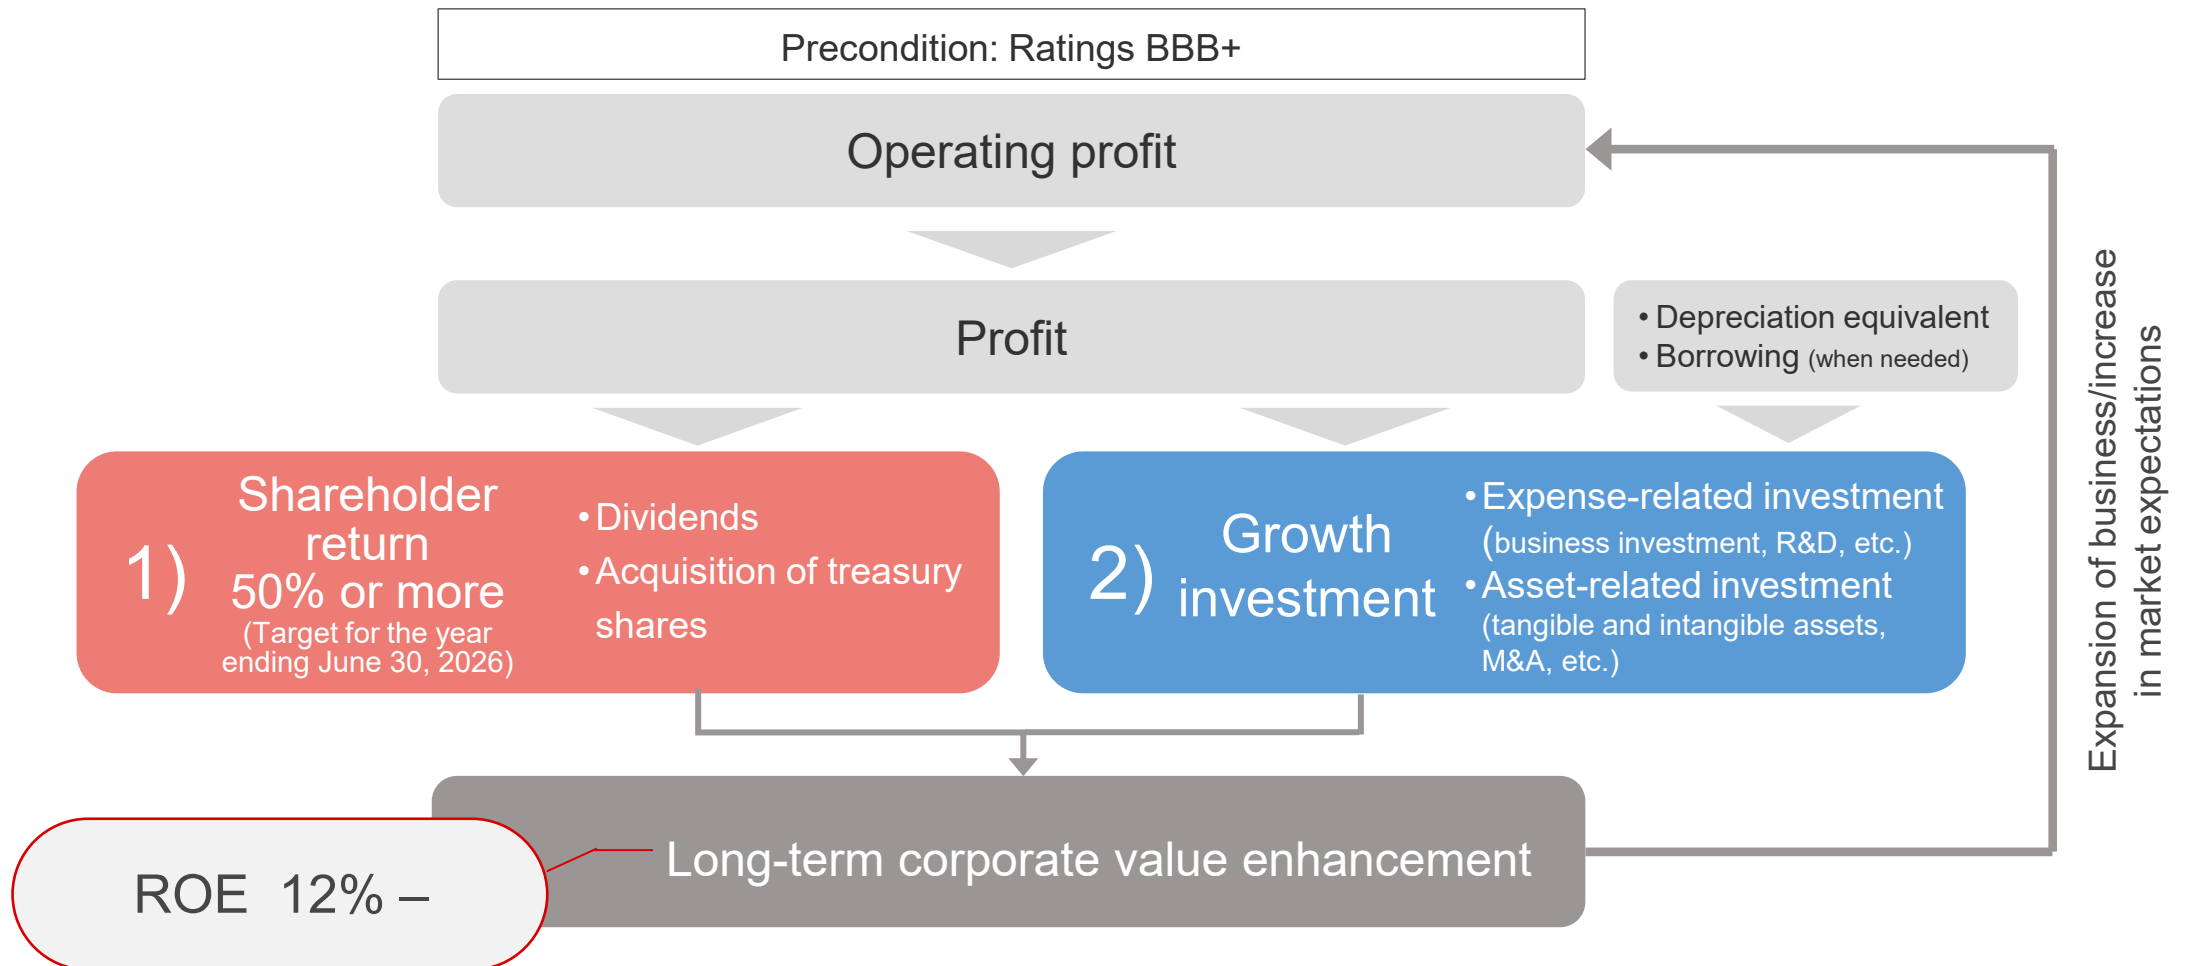 Precondition: Ratings BBB+
Operating profit
Profit
• Depreciation equivalent
• Borrowing (when needed)
1)
Shareholder
return
50% or more
(Target for the year
ending June 30, 2026)
• Dividends
• Acquisition of treasury
shares
2)
Growth
investment
• Expense-related investment
(business investment, R&D, etc.)
• Asset-related investment
(tangible and intangible assets,
M&A, etc.)
Long-term corporate value enhancement
ROE 12% –
Expansion of business/increase
in market expectations